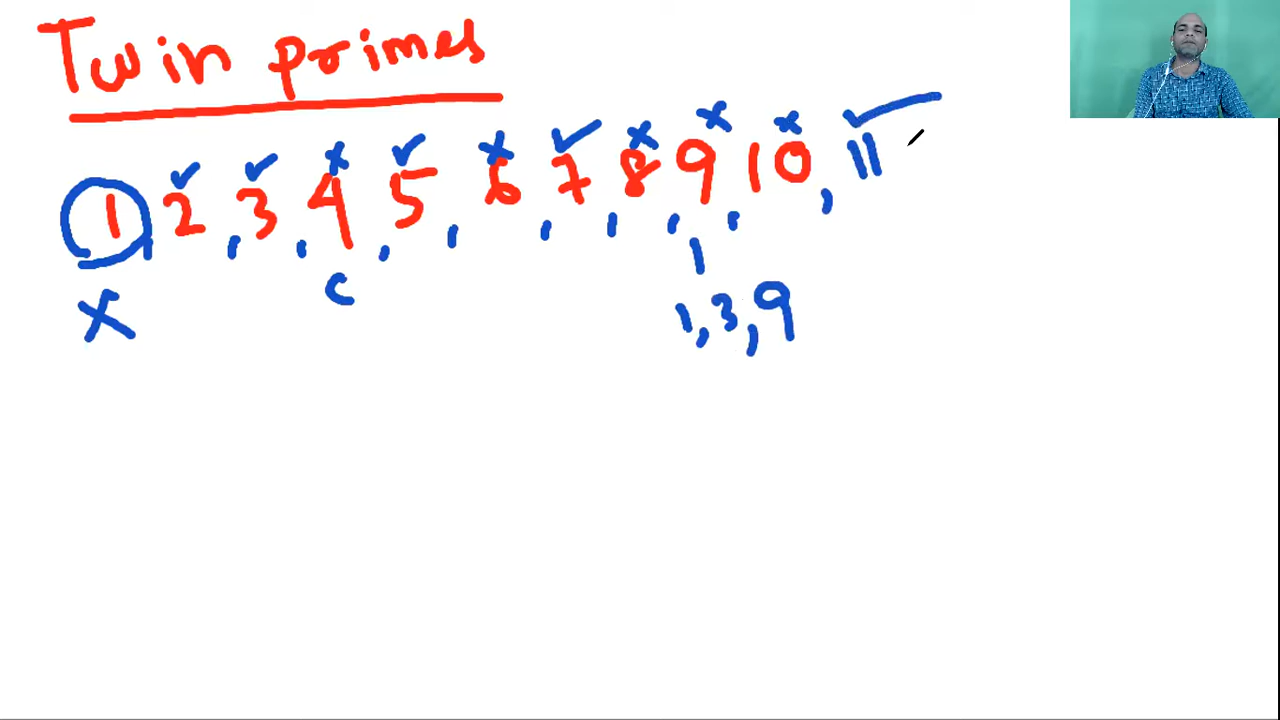 Twin primes
1, 2, 3, 4, 5, 6, 7, 8, 9, 10, 11
x c 1, 3, 9